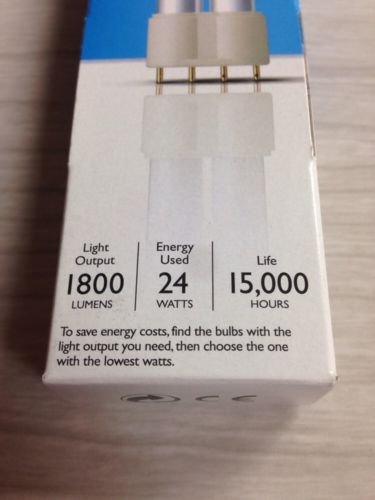 Light Output
1800
LUMENS
Energy Used
24
WATTS
Life
15,000
HOURS
To save energy costs, find the bulbs with the
light output you need, then choose the one
with the lowest watts.
CE